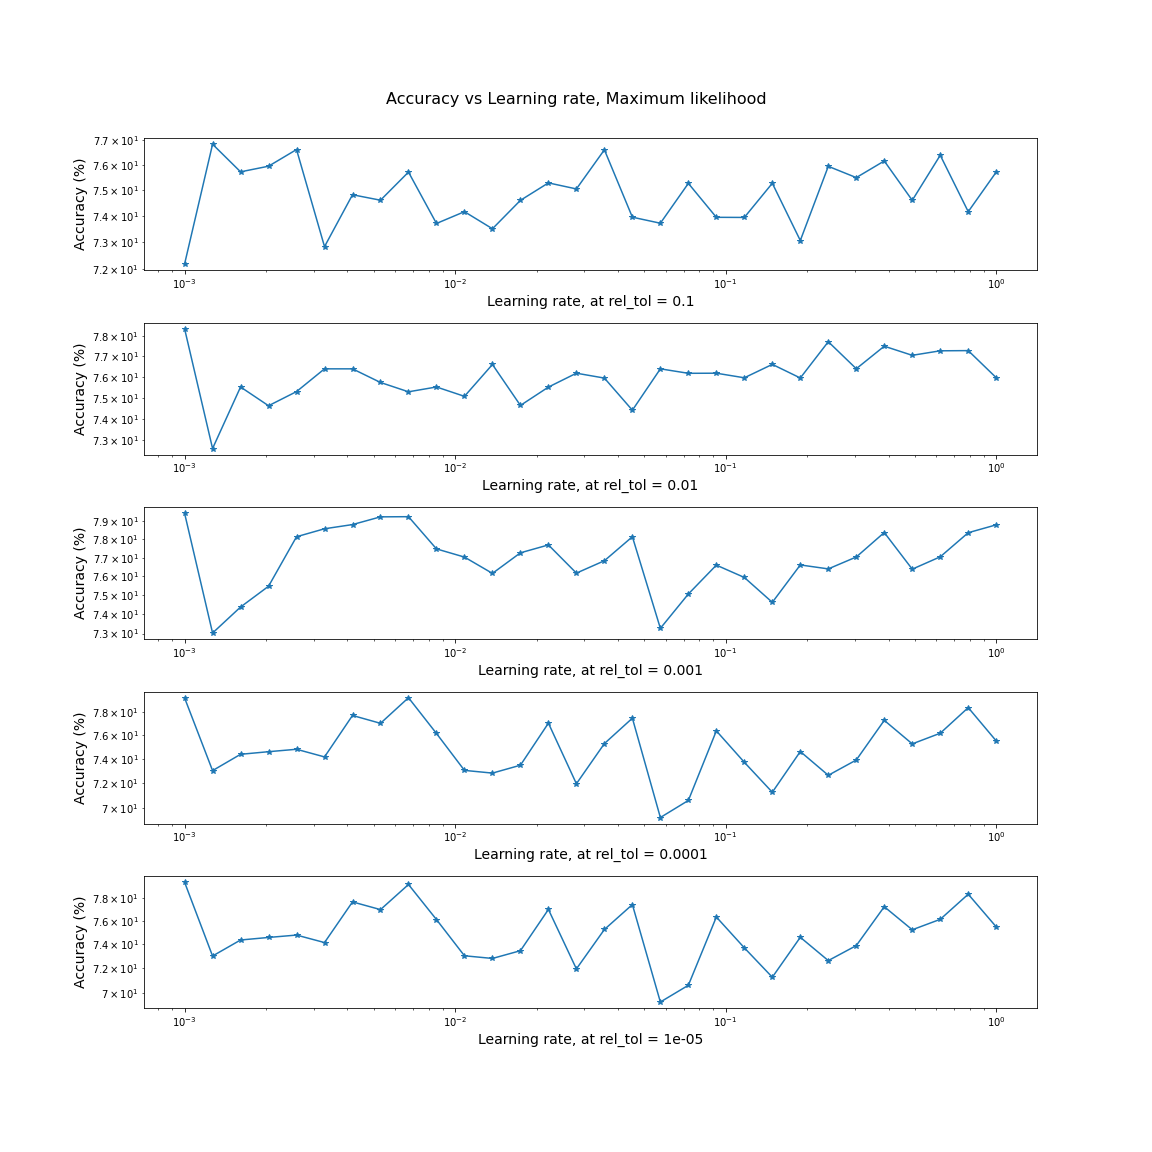 Accuracy vs Learning rate, Maximum likelihood
Accuracy (%)
7.7 × 10¹
7.6 × 10¹
7.5 × 10¹
7.4 × 10¹
7.3 × 10¹
7.2 × 10¹
10⁻³ 10⁻² 10⁻¹ 10⁰
Learning rate, at rel_tol = 0.1
Accuracy (%)
7.8 × 10¹
7.7 × 10¹
7.6 × 10¹
7.5 × 10¹
7.4 × 10¹
7.3 × 10¹
10⁻³ 10⁻² 10⁻¹ 10⁰
Learning rate, at rel_tol = 0.01
Accuracy (%)
7.9 × 10¹
7.8 × 10¹
7.7 × 10¹
7.6 × 10¹
7.5 × 10¹
7.4 × 10¹
7.3 × 10¹
10⁻³ 10⁻² 10⁻¹ 10⁰
Learning rate, at rel_tol = 0.001
Accuracy (%)
7.8 × 10¹
7.6 × 10¹
7.4 × 10¹
7.2 × 10¹
7 × 10¹
10⁻³ 10⁻² 10⁻¹ 10⁰
Learning rate, at rel_tol = 0.0001
Accuracy (%)
7.8 × 10¹
7.6 × 10¹
7.4 × 10¹
7.2 × 10¹
7 × 10¹
10⁻³ 10⁻² 10⁻¹ 10⁰
Learning rate, at rel_tol = 1e-05